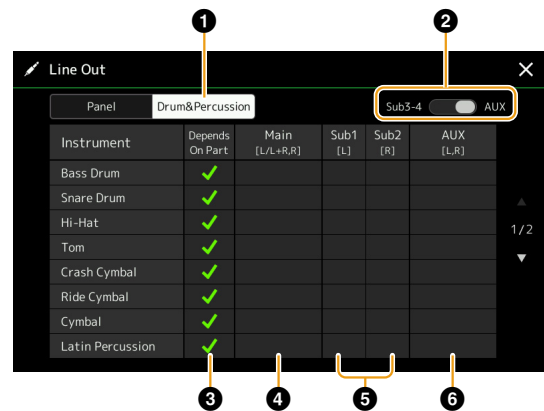 1 2
Line Out
Panel Drum&Percussion Sub3-4 AUX
Instrument Depends On Part Main [L/L+R,R] Sub1 [L] Sub2 [R] AUX [L,R]
Bass Drum
Snare Drum
Hi-Hat
1/2
Tom
Crash Cymbal
Ride Cymbal
Cymbal
Latin Percussion
3 4 5 6